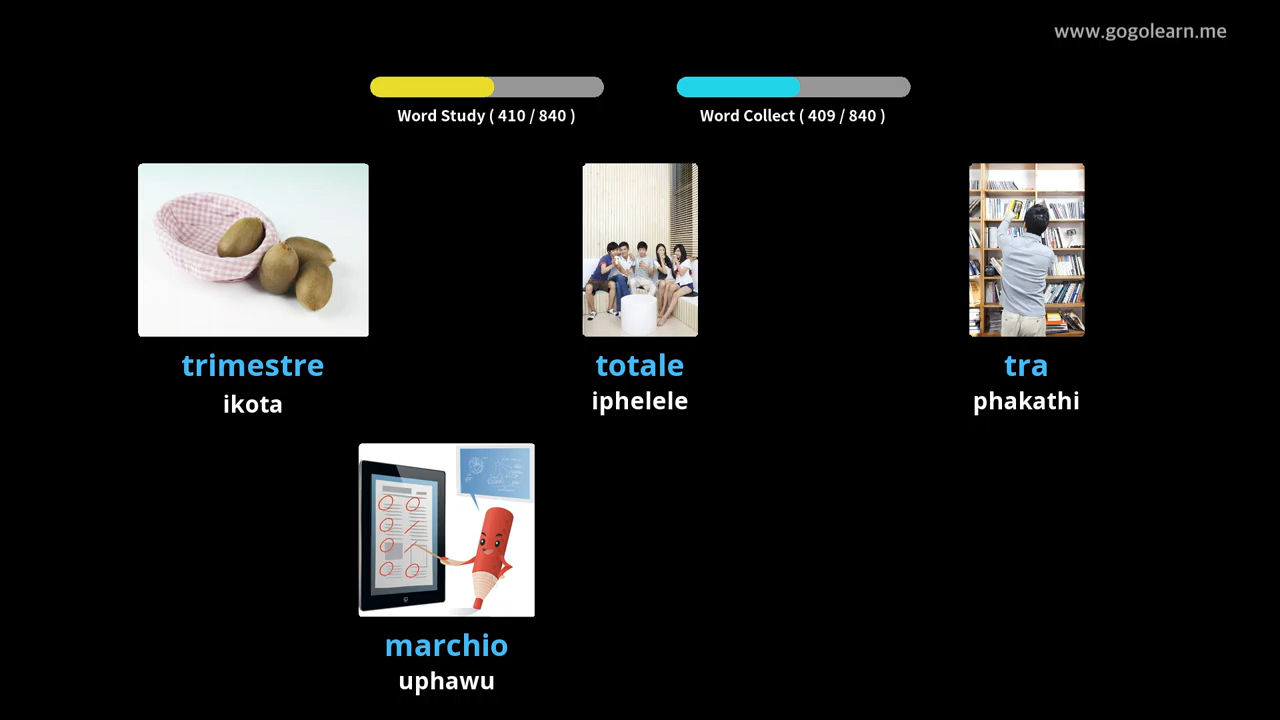 www.gogolearn.me
Word Study ( 410 / 840 )
Word Collect ( 409 / 840 )
trimestre
ikota
totale
iphelele
tra
phakathi
marchio
uphawu